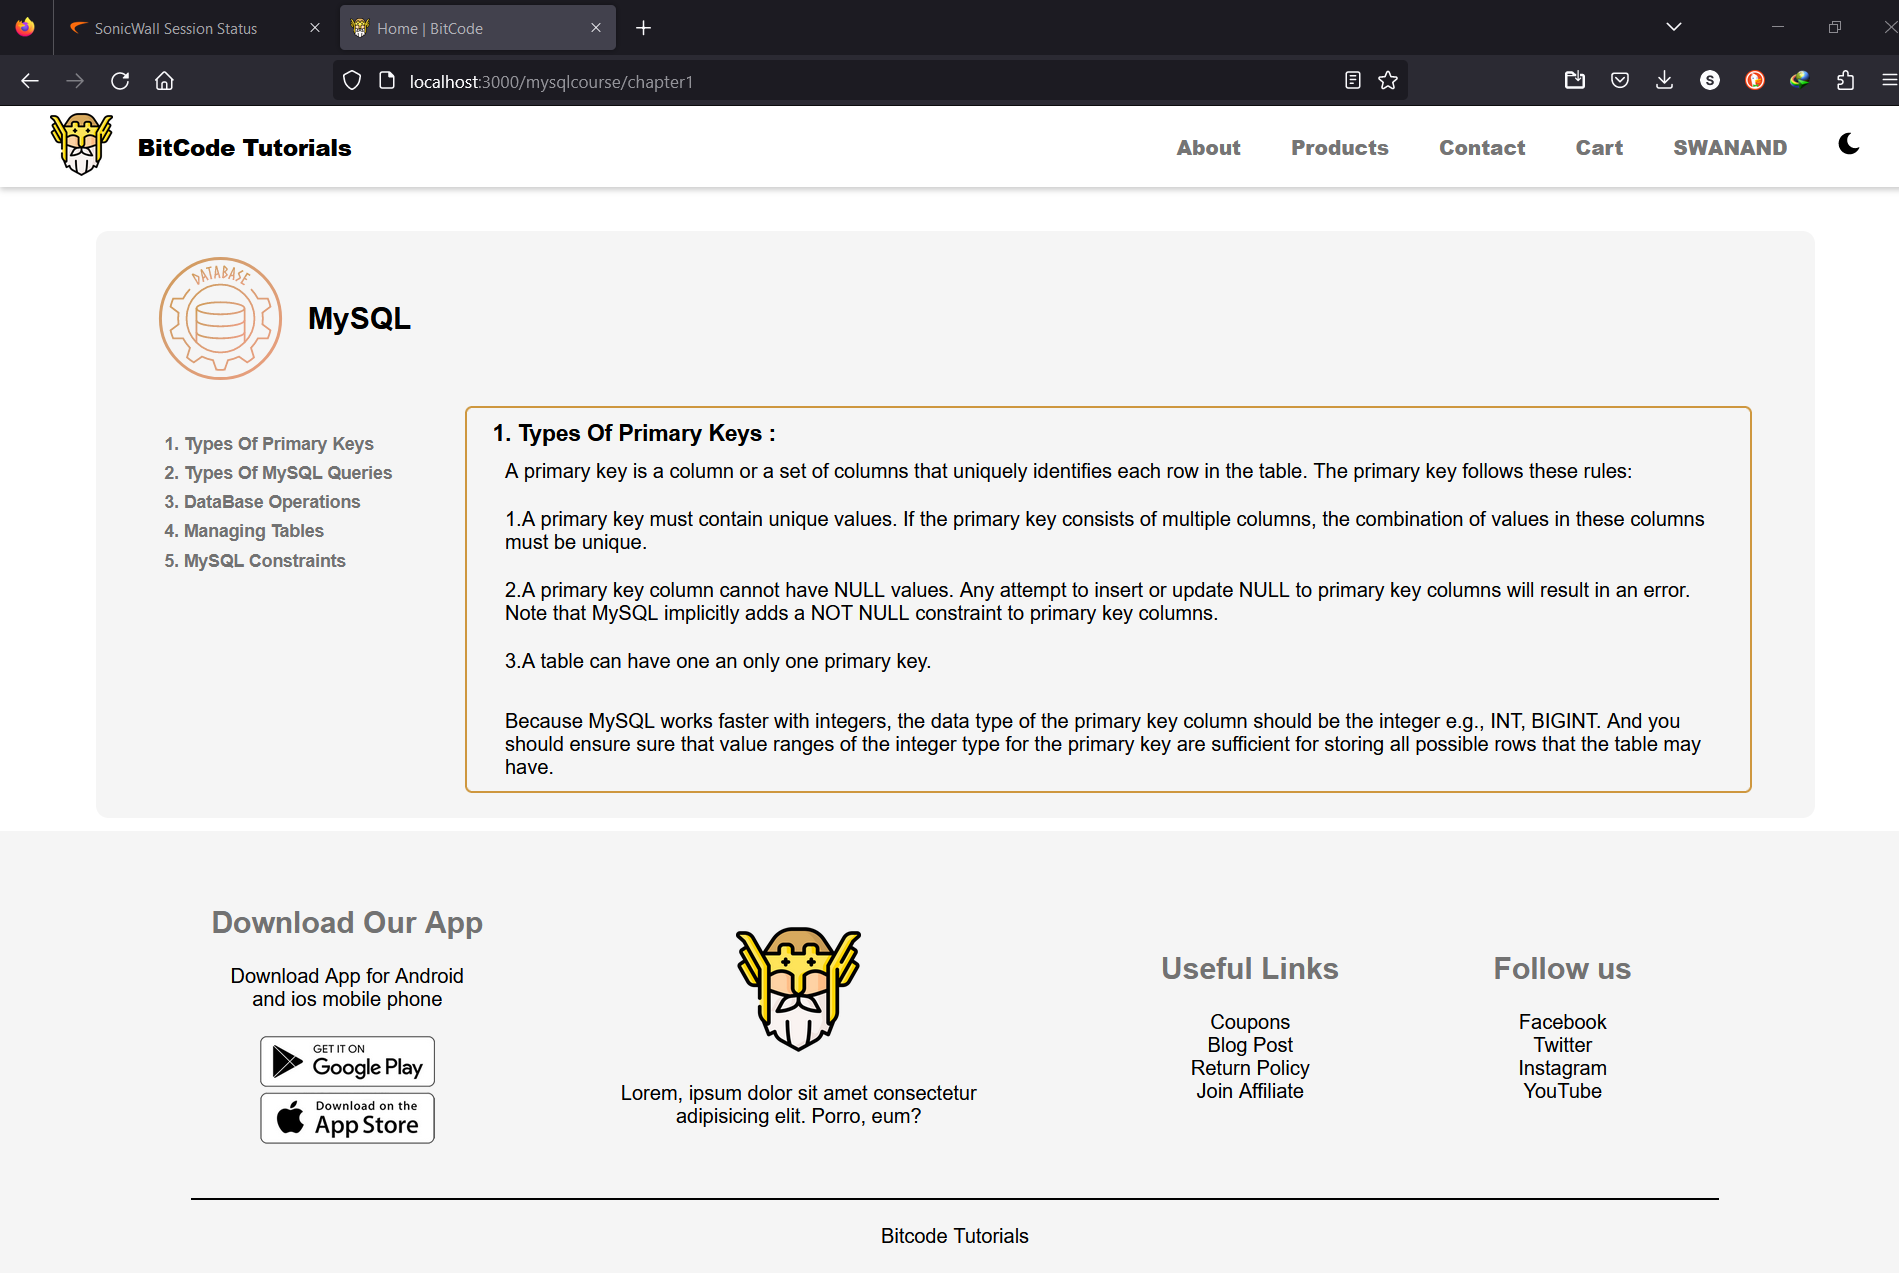 SonicWall Session Status
Home | BitCode
localhost:3000/mysqlcourse/chapter1
BitCode Tutorials
About
Products
Contact
Cart
SWANAND
DATABASE
MySQL
1. Types Of Primary Keys
2. Types Of MySQL Queries
3. DataBase Operations
4. Managing Tables
5. MySQL Constraints
1. Types Of Primary Keys :
A primary key is a column or a set of columns that uniquely identifies each row in the table. The primary key follows these rules:
1.A primary key must contain unique values. If the primary key consists of multiple columns, the combination of values in these columns
must be unique.
2.A primary key column cannot have NULL values. Any attempt to insert or update NULL to primary key columns will result in an error.
Note that MySQL implicitly adds a NOT NULL constraint to primary key columns.
3.A table can have one an only one primary key.
Because MySQL works faster with integers, the data type of the primary key column should be the integer e.g., INT, BIGINT. And you
should ensure sure that value ranges of the integer type for the primary key are sufficient for storing all possible rows that the table may
have.
Download Our App
Download App for Android
and ios mobile phone
GET IT ON
Google Play
Download on the
App Store
Lorem, ipsum dolor sit amet consectetur
adipisicing elit. Porro, eum?
Useful Links
Coupons
Blog Post
Return Policy
Join Affiliate
Follow us
Facebook
Twitter
Instagram
YouTube
Bitcode Tutorials